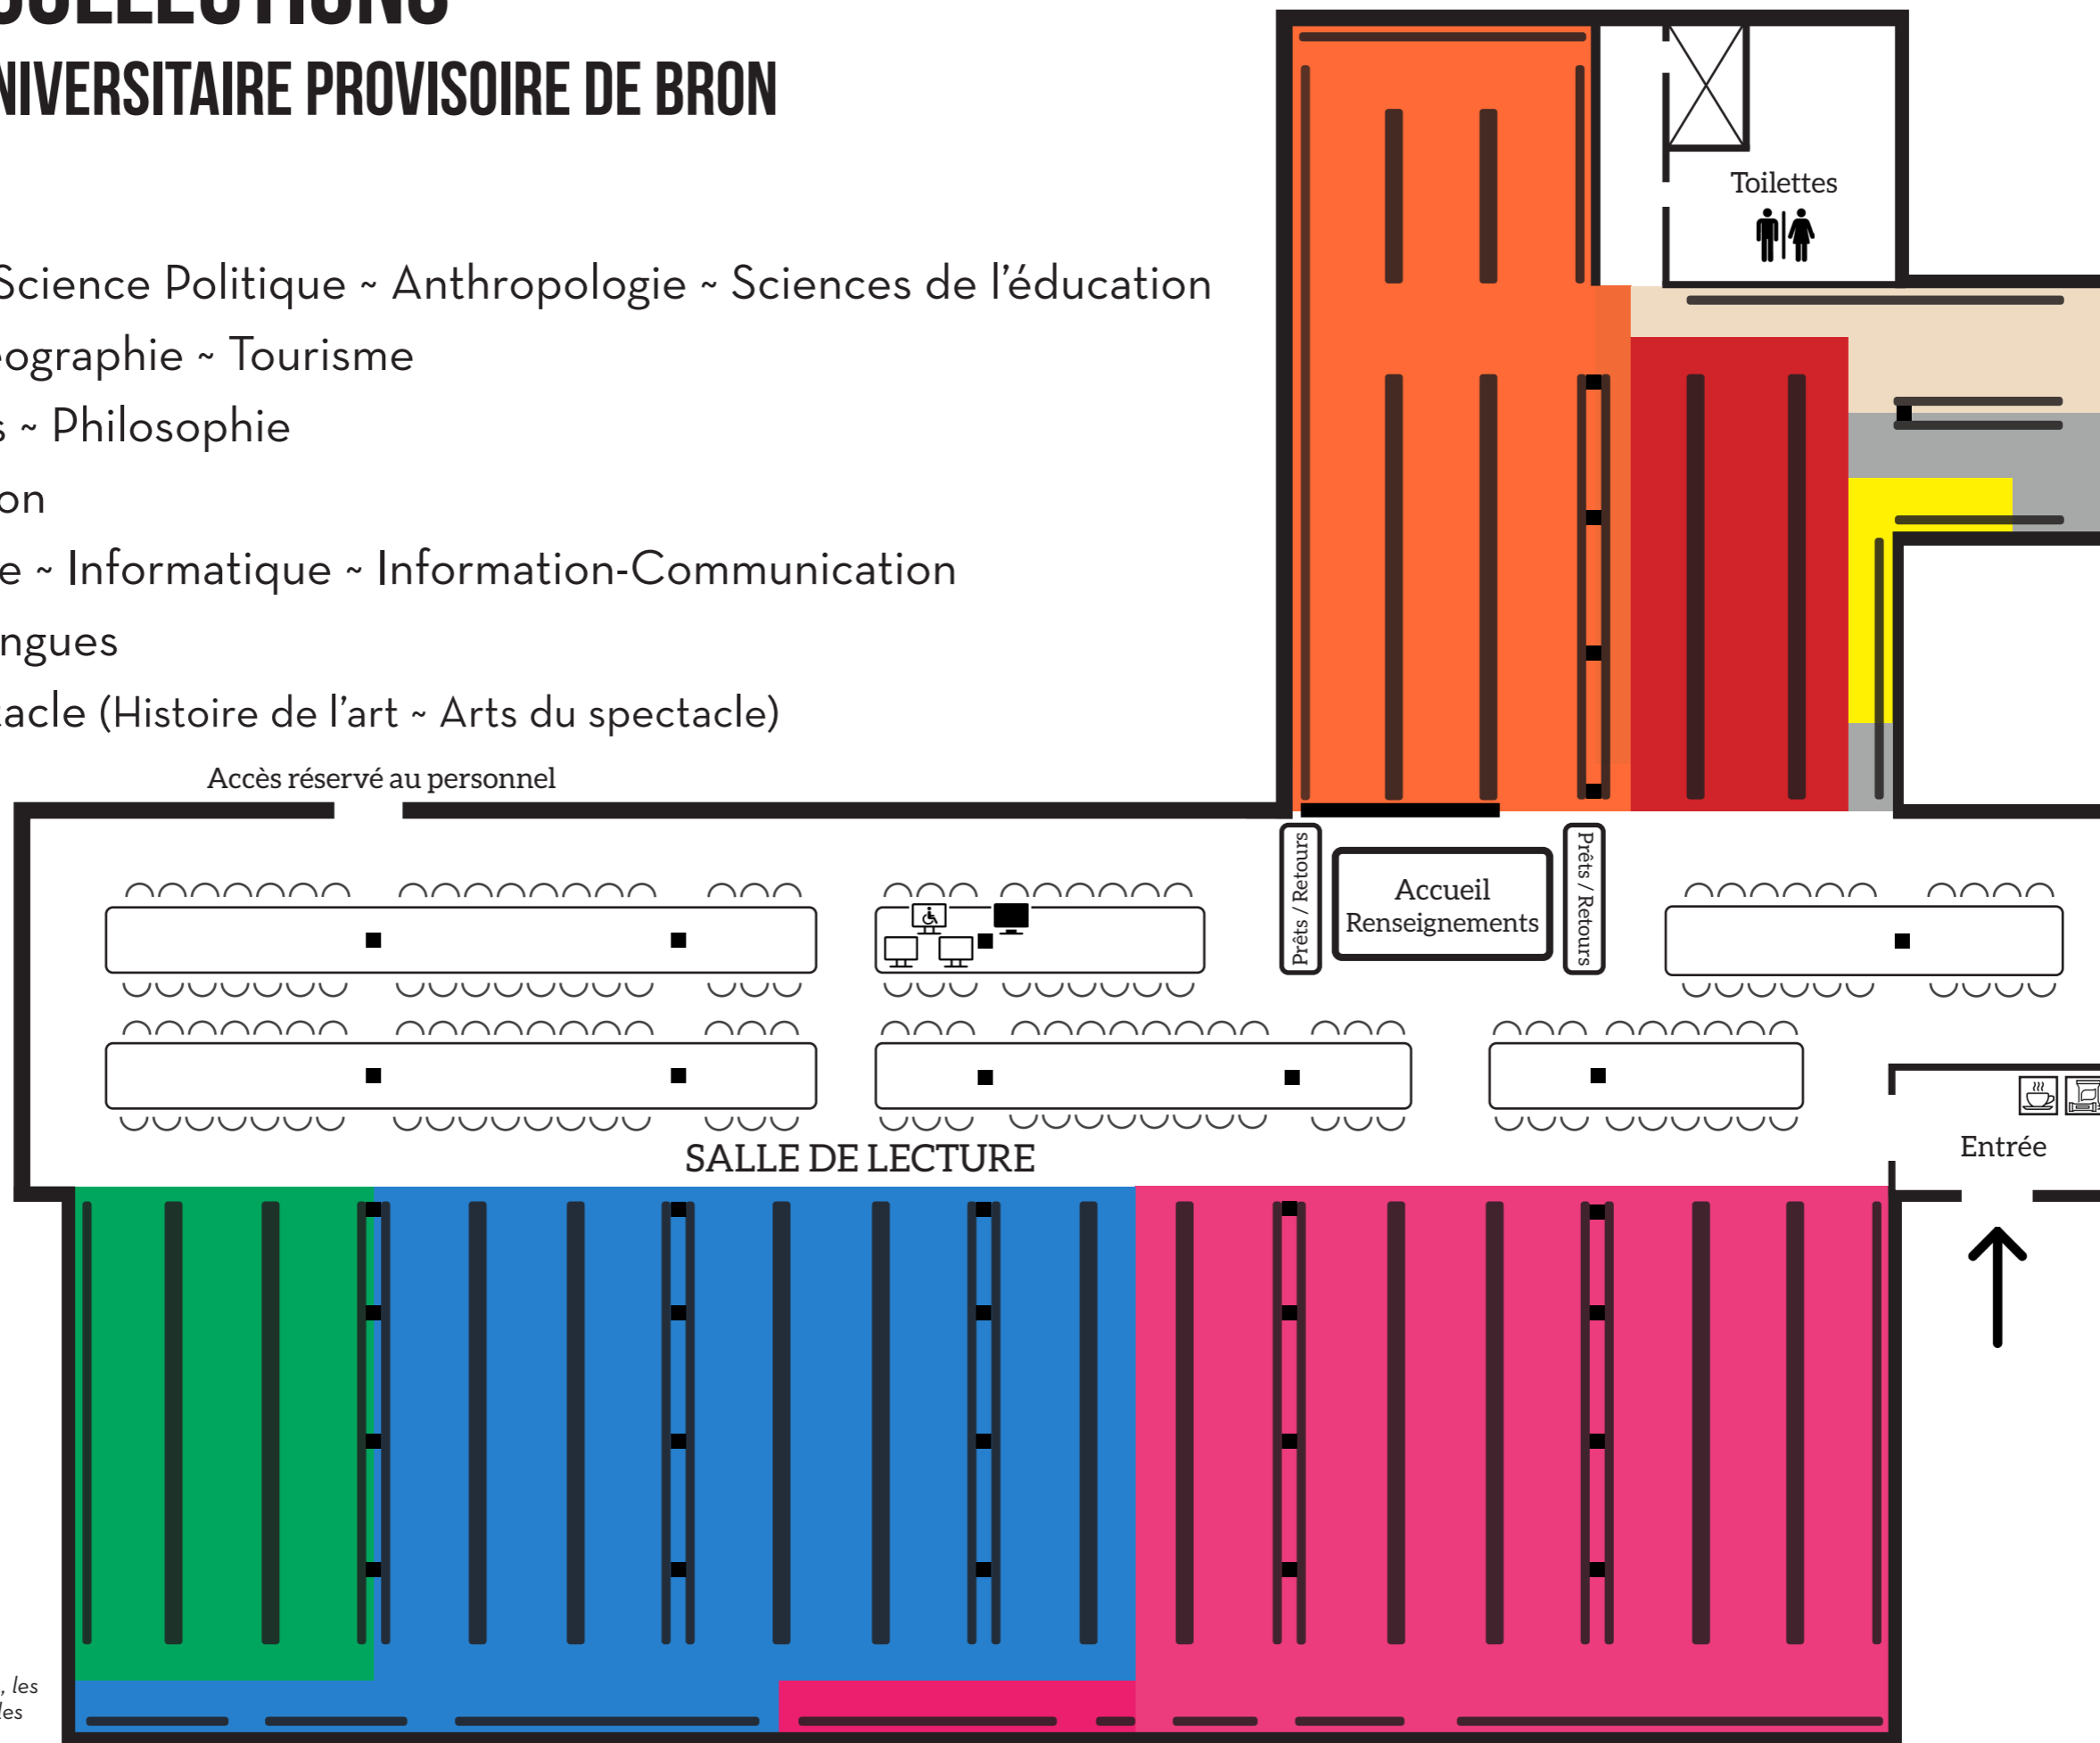 COLLECTIONS
NIVERSITAIRE PROVISOIRE DE BRON
Science Politique ~ Anthropologie ~ Sciences de l'éducation
ographie ~ Tourisme
s ~ Philosophie
on
e ~ Informatique ~ Information-Communication
ngues
acle (Histoire de l'art ~ Arts du spectacle)
Toilettes
Accès réservé au personnel
Prêts / Retours
Accueil
Renseignements
Prêts / Retours
SALLE DE LECTURE
Entrée
, les
les